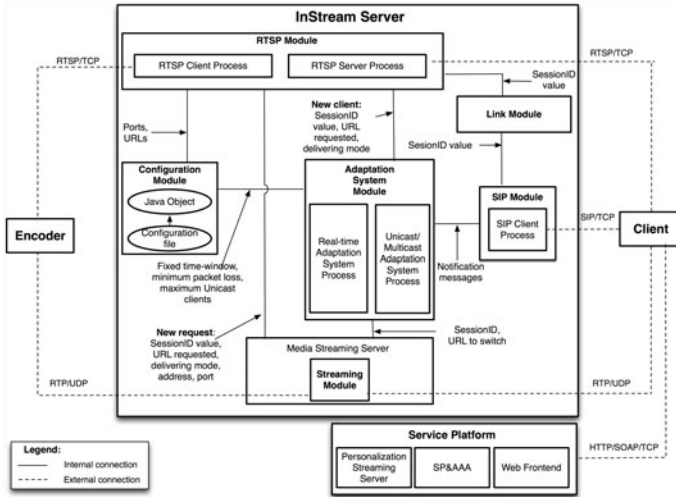 InStream Server
RTSP Module
RTSP Client Process
RTSP Server Process
RTSP/TCP
RTSP/TCP
SessionID
value
Link Module
SesionID value
New client:
SessionID
value, URL
requested,
delivering mode
Ports,
URLs
Configuration
Module
Java Object
Configuration
file
Adaptation
System
Module
Real-time
Adaptation
System
Process
Unicast/
Multicast
Adaptation
System
Process
SIP Module
SIP Client
Process
SIP/TCP
Encoder
Client
Fixed time-window,
minimum packet loss,
maximum Unicast
clients
Notification
messages
New request:
SessionID value,
URL requested,
delivering mode,
address, port
SessionID,
URL to switch
Media Streaming Server
Streaming
Module
RTP/UDP
RTP/UDP
Service Platform
Personalization
Streaming
Server
SP&AAA
Web Frontend
HTTP/SOAP/TCP
Legend:
Internal connection
External connection